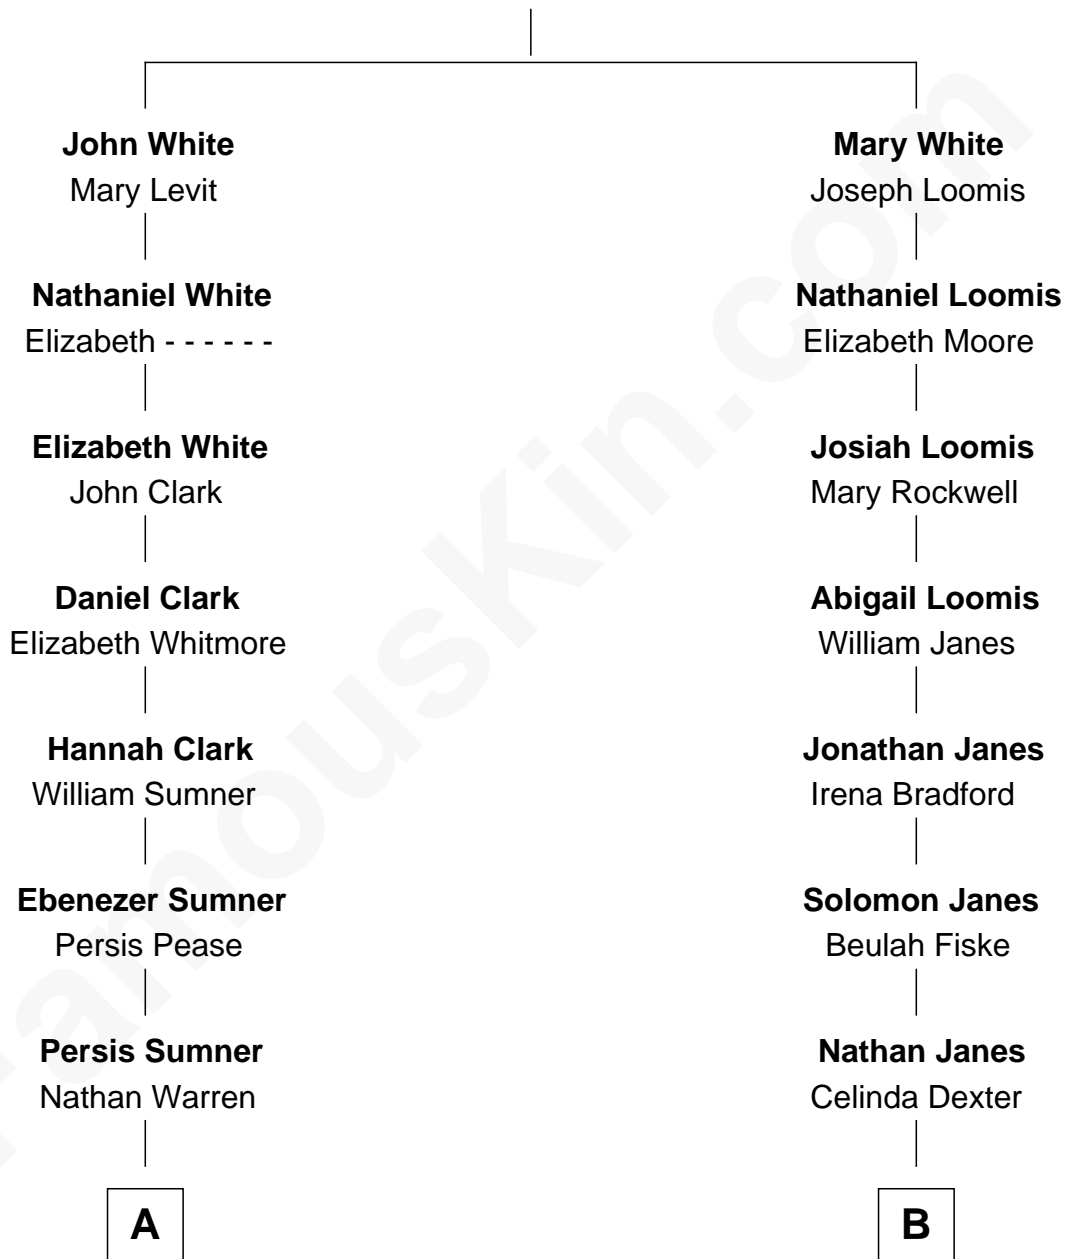 John White
Mary Levit
Mary White
Joseph Loomis
Nathaniel White
Elizabeth - - - - - -
Nathaniel Loomis
Elizabeth Moore
Elizabeth White
John Clark
Josiah Loomis
Mary Rockwell
Daniel Clark
Elizabeth Whitmore
Abigail Loomis
William Janes
Hannah Clark
William Sumner
Jonathan Janes
Irena Bradford
Ebenezer Sumner
Persis Pease
Solomon Janes
Beulah Fiske
Persis Sumner
Nathan Warren
Nathan Janes
Celinda Dexter
A
B
FamousKin.com